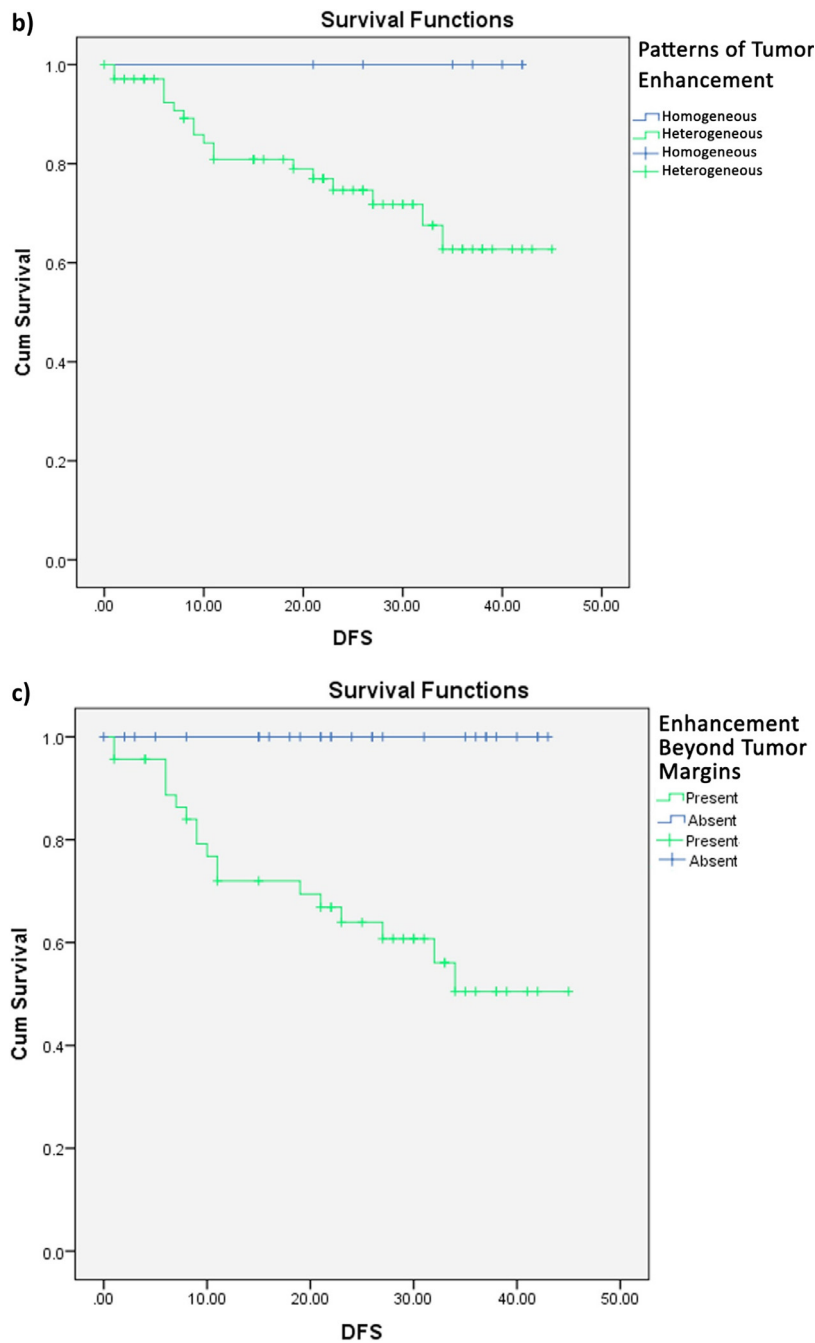 b)
Survival Functions
Patterns of Tumor
Enhancement
Homogeneous
Heterogeneous
Homogeneous
Heterogeneous
1.0
0.8
0.6
0.4
0.2
0.0
Cum Survival
.00 10.00 20.00 30.00 40.00 50.00
DFS
c)
Survival Functions
Enhancement
Beyond Tumor
Margins
Present
Absent
Present
Absent
1.0
0.8
0.6
0.4
0.2
0.0
Cum Survival
.00 10.00 20.00 30.00 40.00 50.00
DFS